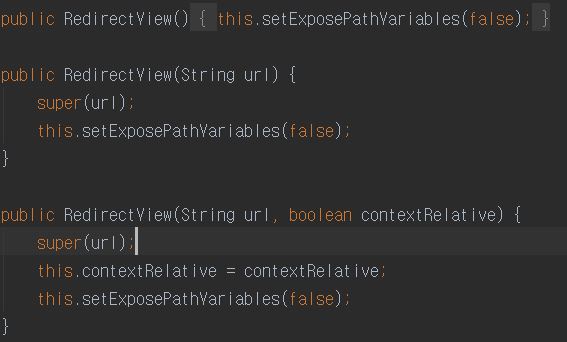 public RedirectView() { this.setExposePathVariables(false); }
public RedirectView(String url) {
super(url);
this.setExposePathVariables(false);
}
public RedirectView(String url, boolean contextRelative) {
super(url);
this.contextRelative = contextRelative;
this.setExposePathVariables(false);
}